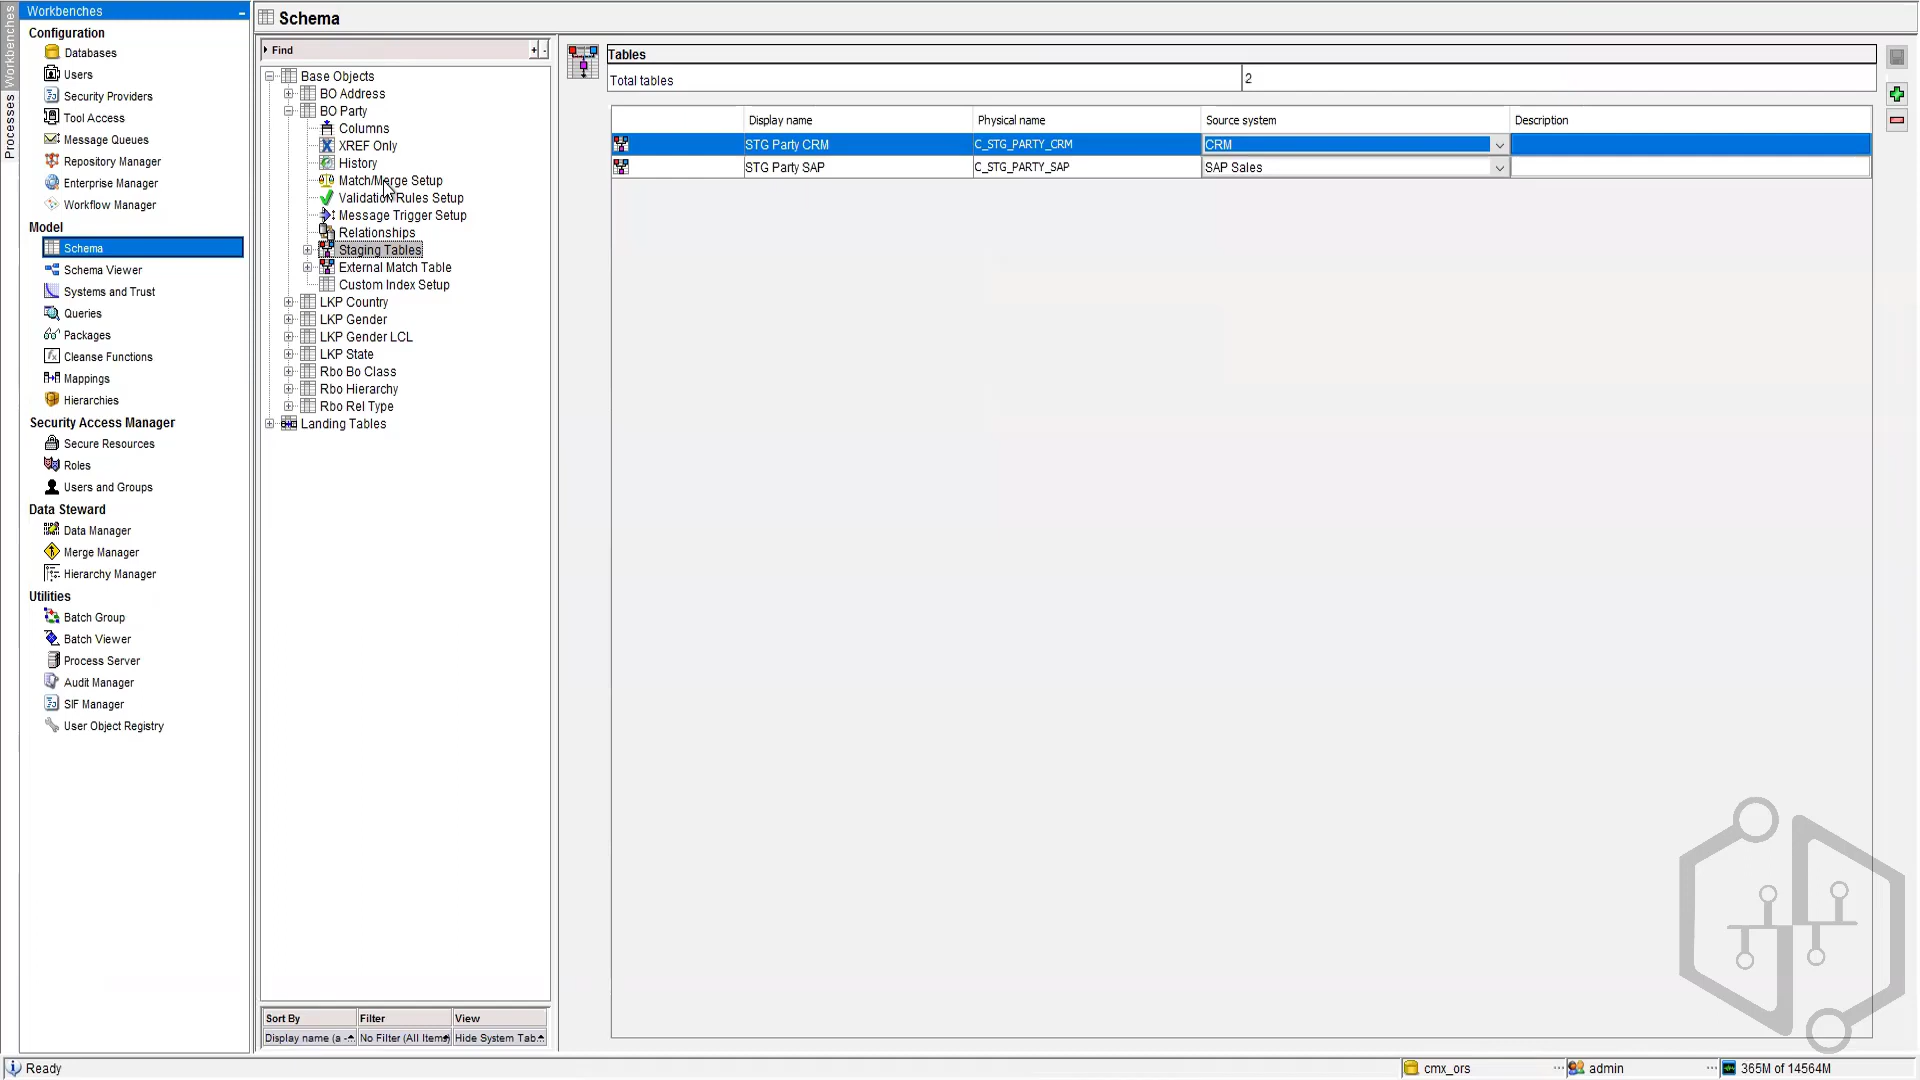 Workbenches
Processes
Workbenches
Configuration
Databases
Users
Security Providers
Tool Access
Message Queues
Repository Manager
Enterprise Manager
Workflow Manager
Model
Schema
Schema Viewer
Systems and Trust
Queries
Packages
Cleanse Functions
Mappings
Hierarchies
Security Access Manager
Secure Resources
Roles
Users and Groups
Data Steward
Data Manager
Merge Manager
Hierarchy Manager
Utilities
Batch Group
Batch Viewer
Process Server
Audit Manager
SIF Manager
User Object Registry
Schema
Find
+ -
Base Objects
BO Address
BO Party
Columns
XREF Only
History
Match/Merge Setup
Validation Rules Setup
Message Trigger Setup
Relationships
Staging Tables
External Match Table
Custom Index Setup
LKP Country
LKP Gender
LKP Gender LCL
LKP State
Rbo Bo Class
Rbo Hierarchy
Rbo Rel Type
Landing Tables
Sort By Filter View
Display name (a - No Filter (All Items) Hide System Tab...
Tables
Total tables 2
Display name Physical name Source system Description
STG Party CRM C_STG_PARTY_CRM CRM
STG Party SAP C_STG_PARTY_SAP SAP Sales
Ready cmx_ors ... admin ... 365M of 14564M